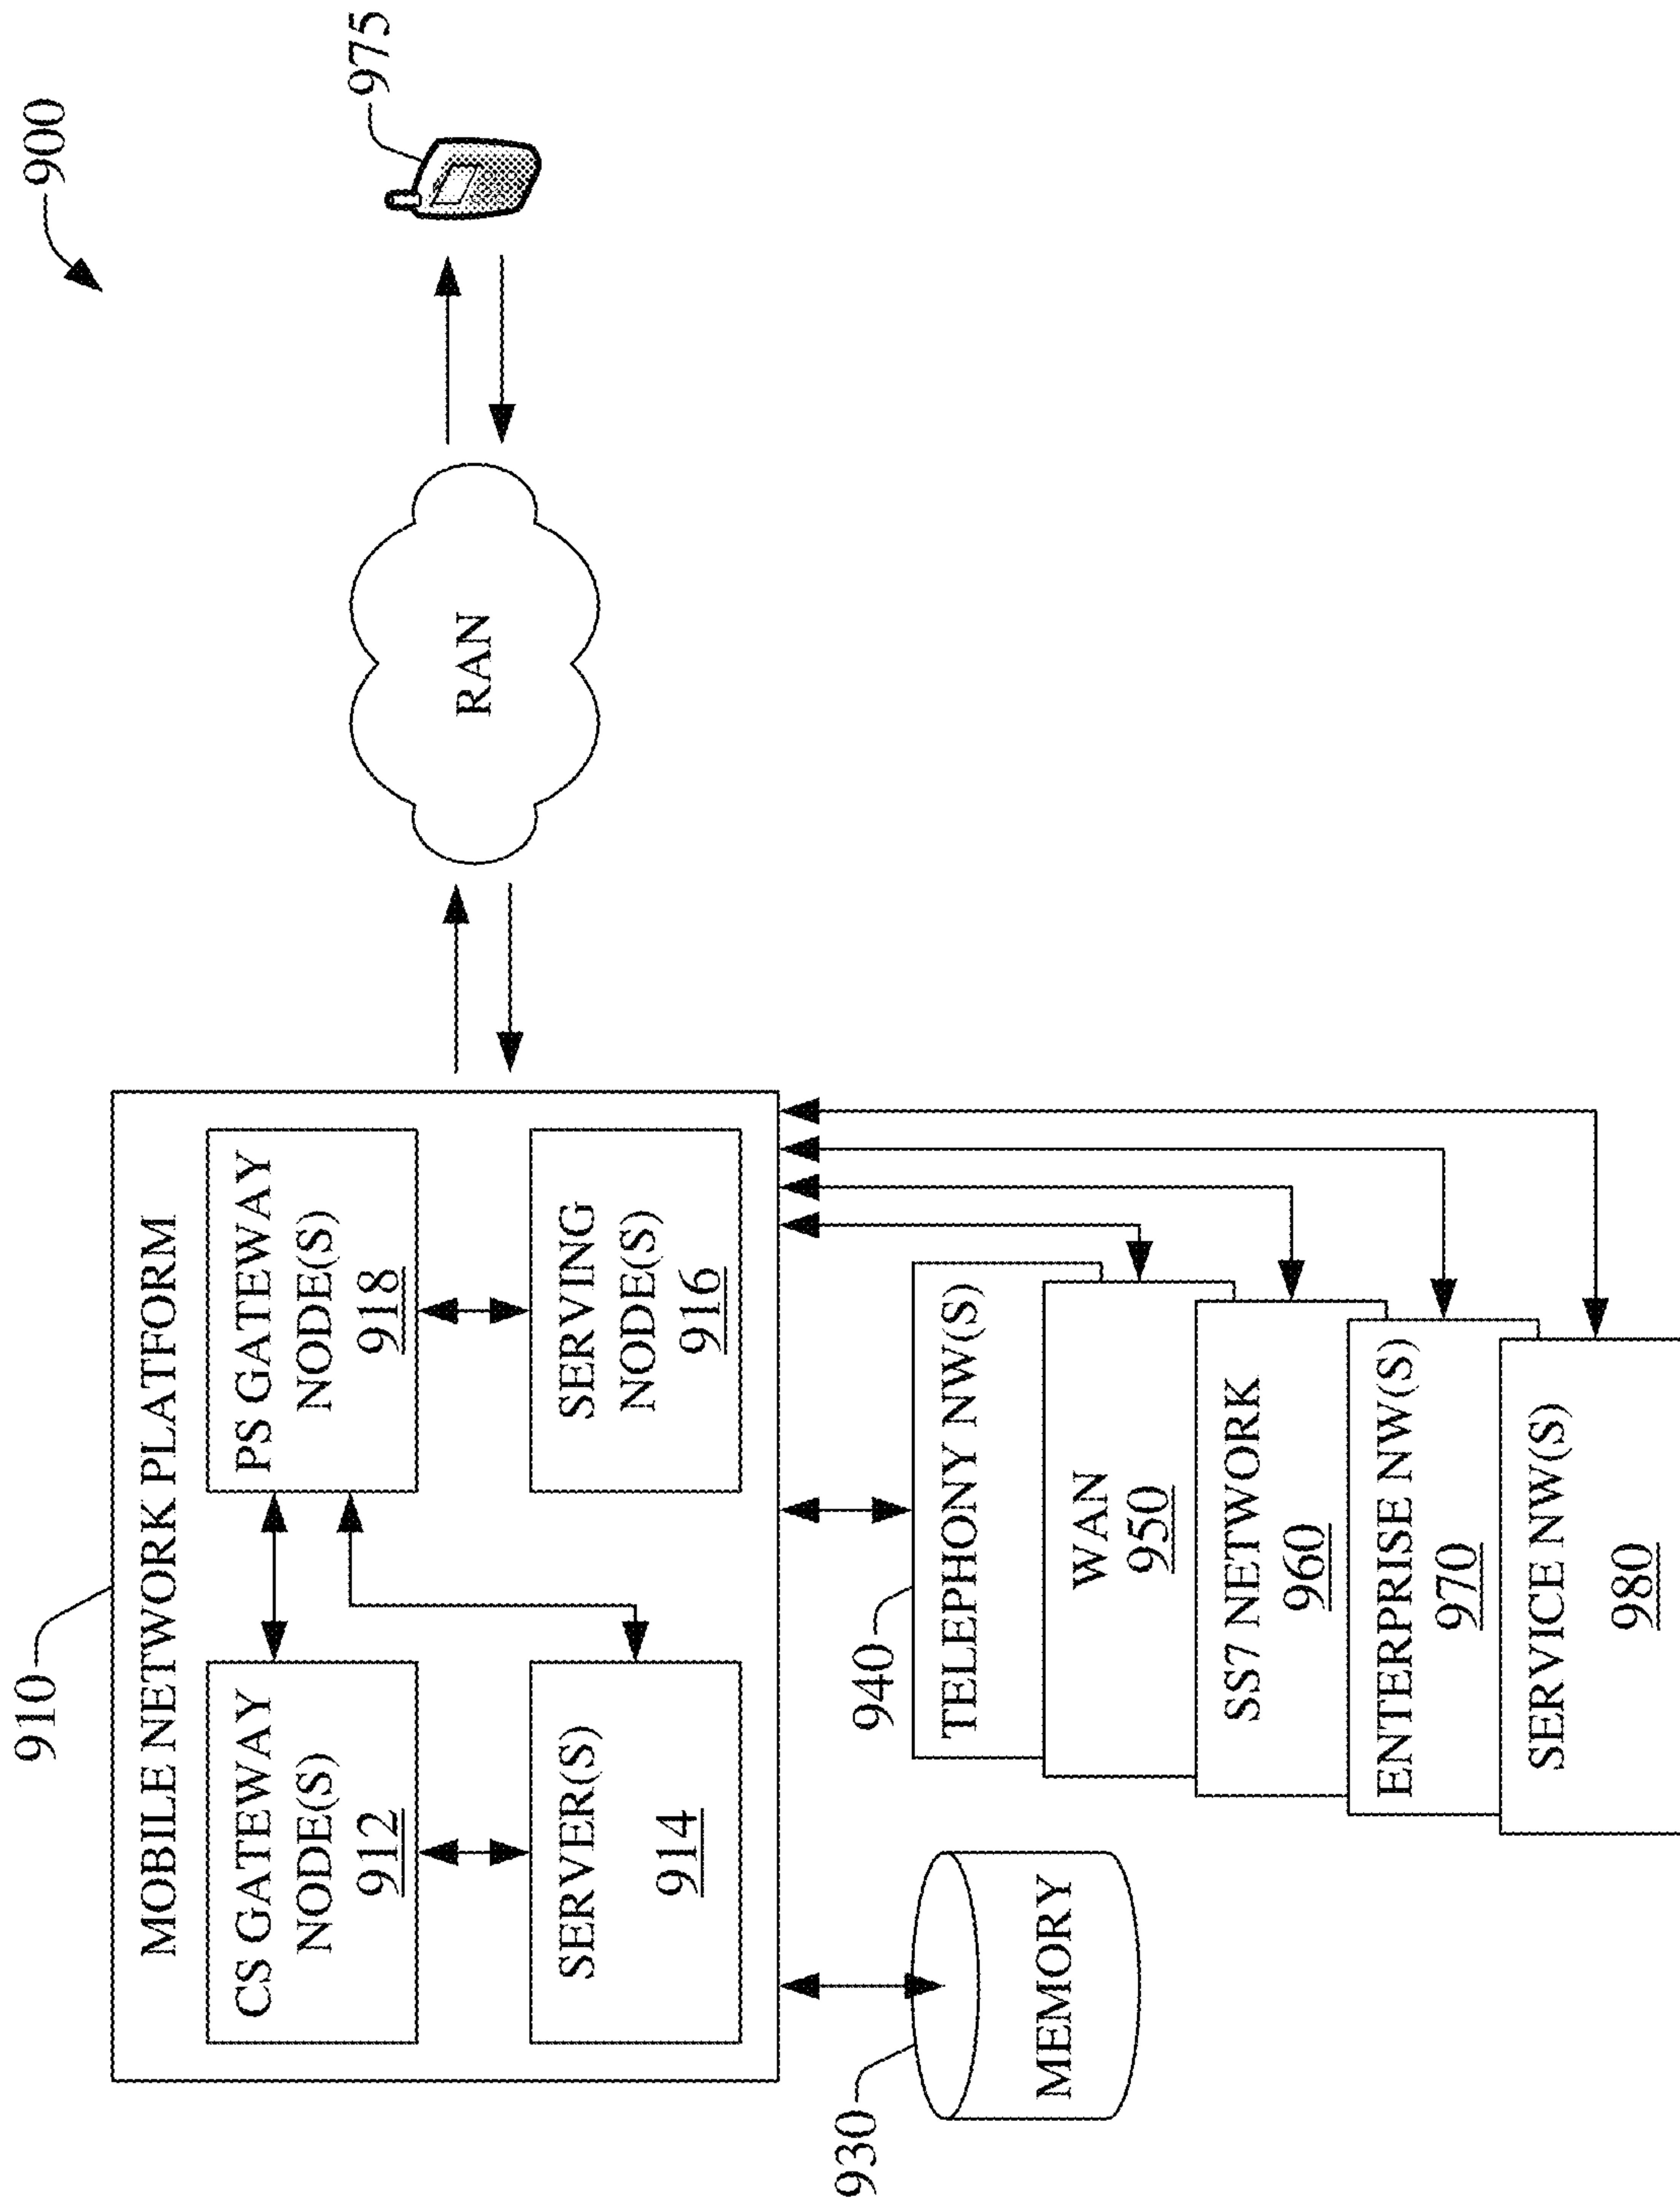 900
910
MOBILE NETWORK PLATFORM
CS GATEWAY
NODE(S)
912
PS GATEWAY
NODE(S)
918
SERVER(S)
914
SERVING
NODE(S)
916
RAN
975
930
MEMORY
940
TELEPHONY NW(S)
WAN
950
SS7 NETWORK
960
ENTERPRISE NW(S)
970
SERVICE NW(S)
980